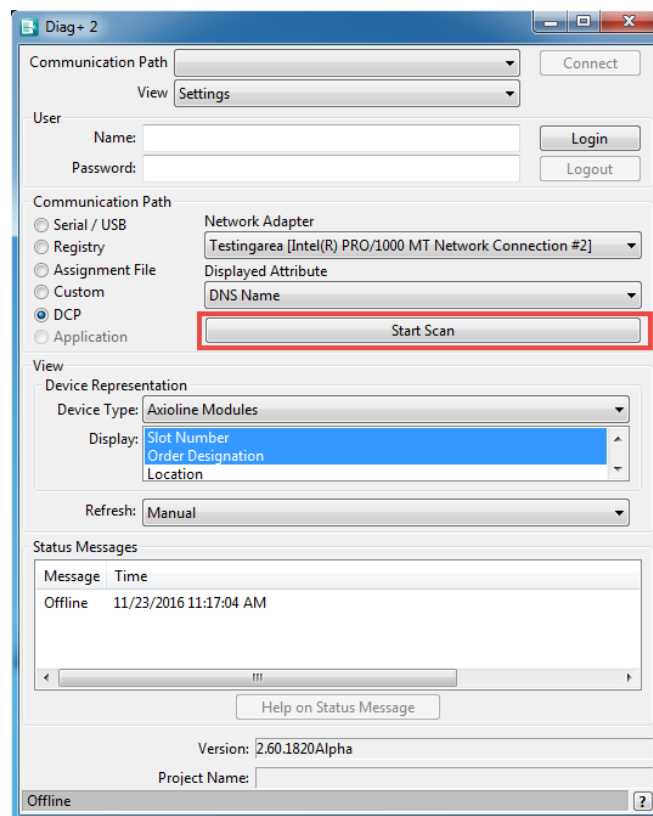 Diag+ 2
Communication Path
Connect
View Settings
User
Name:
Login
Password:
Logout
Communication Path
Serial / USB
Registry
Assignment File
Custom
DCP
Application
Network Adapter
Testingarea [Intel(R) PRO/1000 MT Network Connection #2]
Displayed Attribute
DNS Name
Start Scan
View
Device Representation
Device Type: Axioline Modules
Display: Slot Number
Order Designation
Location
Refresh: Manual
Status Messages
Message Time
Offline 11/23/2016 11:17:04 AM
Help on Status Message
Version: 2.60.1820Alpha
Project Name:
Offline ?